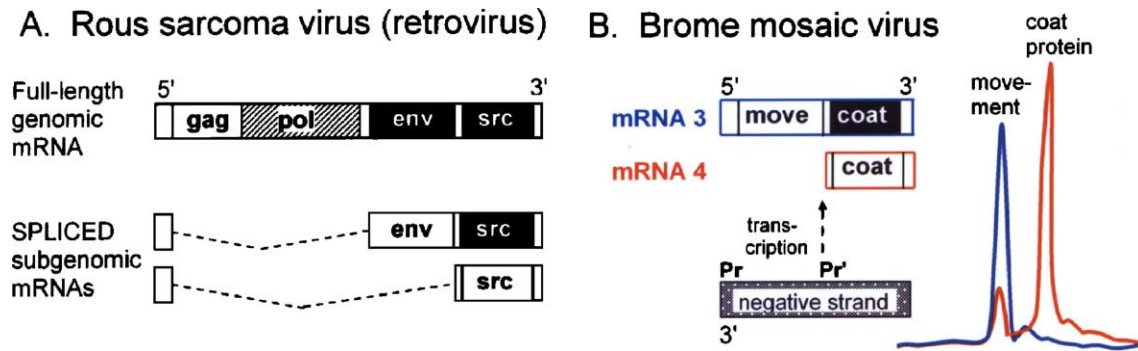 A. Rous sarcoma virus (retrovirus)
Full-length
genomic
mRNA
5'
3'
gag
pol
env
src
SPLICED
subgenomic
mRNAs
env
src
src
B. Brome mosaic virus
5'
3'
mRNA 3
move
coat
mRNA 4
coat
trans-
cription
Pr
Pr'
negative strand
3'
move-
ment
coat
protein